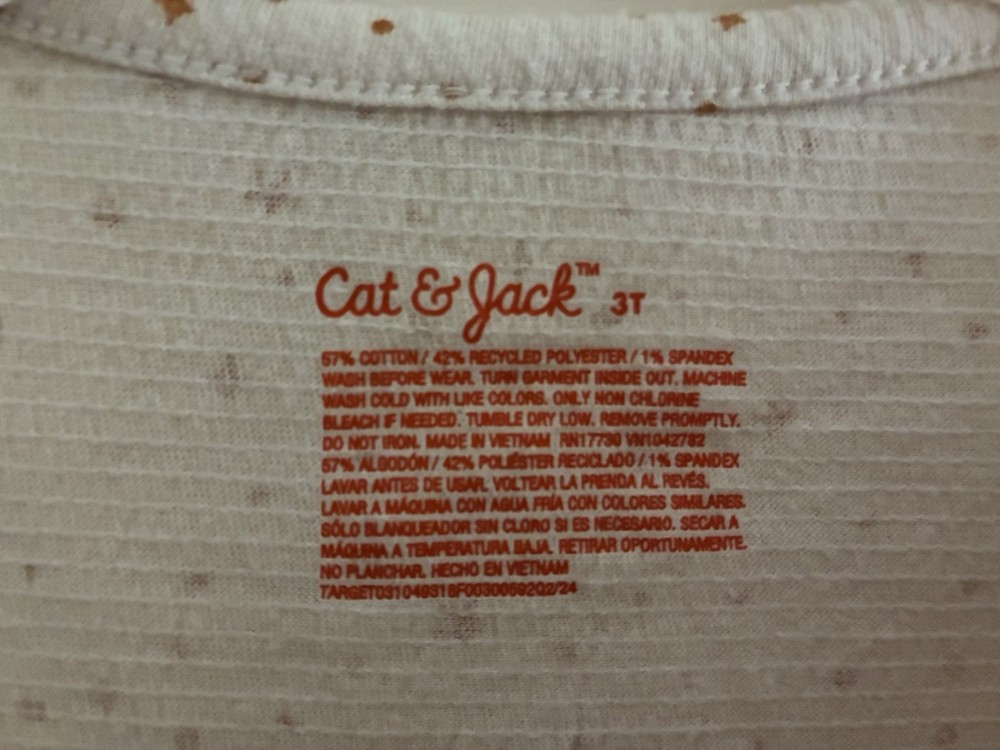 Cat & Jack™ 3T
57% COTTON / 42% RECYCLED POLYESTER / 1% SPANDEX
WASH BEFORE WEAR. TURN GARMENT INSIDE OUT. MACHINE
WASH COLD WITH LIKE COLORS. ONLY NON CHLORINE
BLEACH IF NEEDED. TUMBLE DRY LOW. REMOVE PROMPTLY.
DO NOT IRON. MADE IN VIETNAM RN17730 VN1042782
57% ALGODÓN / 42% POLIÉSTER RECICLADO / 1% SPANDEX
LAVAR ANTES DE USAR. VOLTEAR LA PRENDA AL REVÉS.
LAVAR A MÁQUINA CON AGUA FRÍA CON COLORES SIMILARES.
SÓLO BLANQUEADOR SIN CLORO SI ES NECESARIO. SECAR A
MÁQUINA A TEMPERATURA BAJA. RETIRAR OPORTUNAMENTE.
NO PLANCHAR. HECHO EN VIETNAM